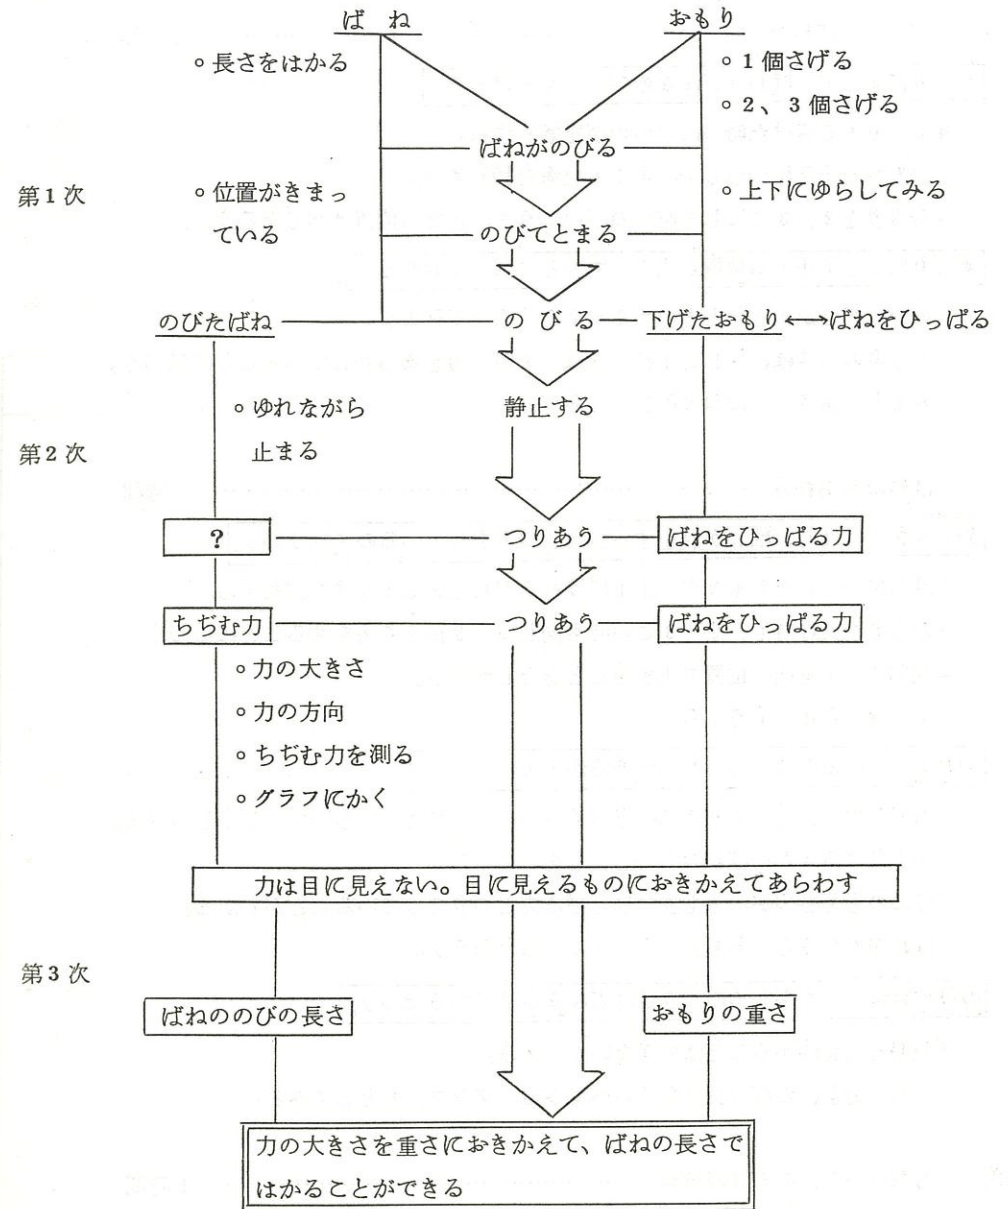 ばね
おもり
◦ 長さをはかる
◦ 1個さげる
◦ 2、3個さげる
ばねがのびる
第1次
◦ 位置がきまっ
ている
◦ 上下にゆらしてみる
のびてとまる
のびたばね
のびる
下げたおもり ←→ばねをひっぱる
◦ ゆれながら
止まる
静止する
第2次
?
つりあう
ばねをひっぱる力
ちぢむ力
つりあう
ばねをひっぱる力
◦ 力の大きさ
◦ 力の方向
◦ ちぢむ力を測る
◦ グラフにかく
力は目に見えない。目に見えるものにおきかえてあらわす
第3次
ばねののびの長さ
おもりの重さ
力の大きさを重さにおきかえて、ばねの長さで
はかることができる